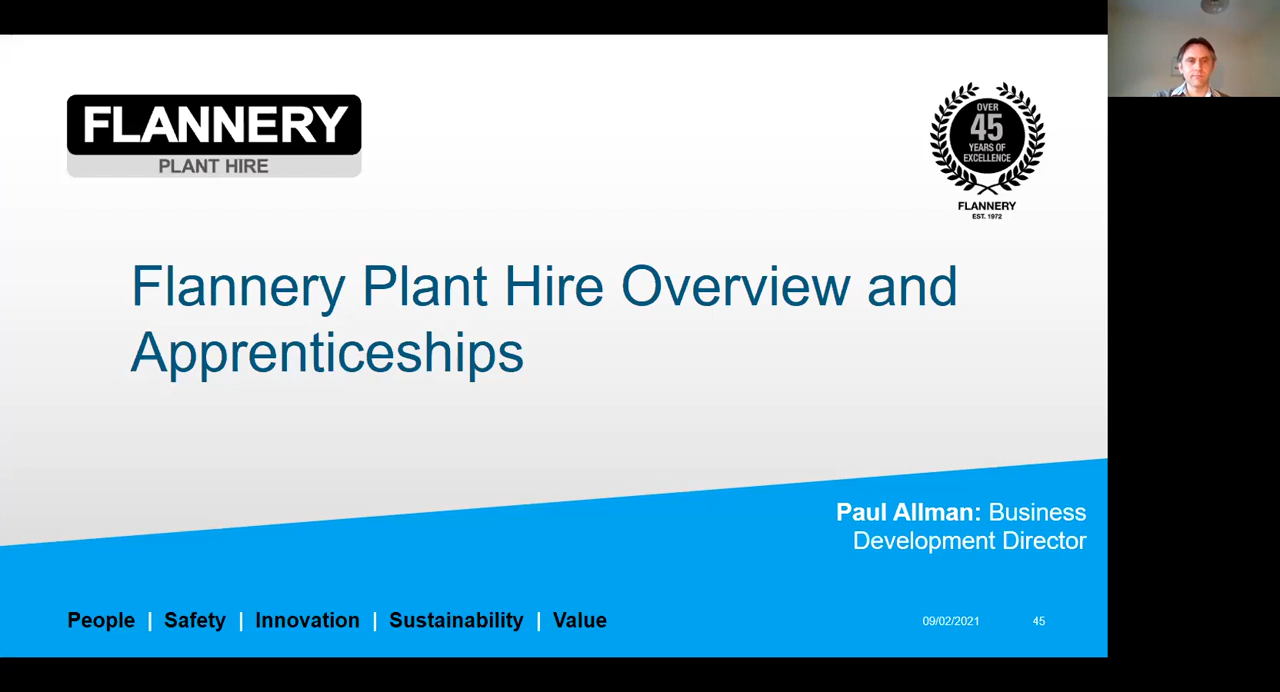 FLANNERY
PLANT HIRE
OVER
45
YEARS OF
EXCELLENCE
FLANNERY
EST. 1972
Flannery Plant Hire Overview and
Apprenticeships
Paul Allman: Business
Development Director
People | Safety | Innovation | Sustainability | Value
09/02/2021
45